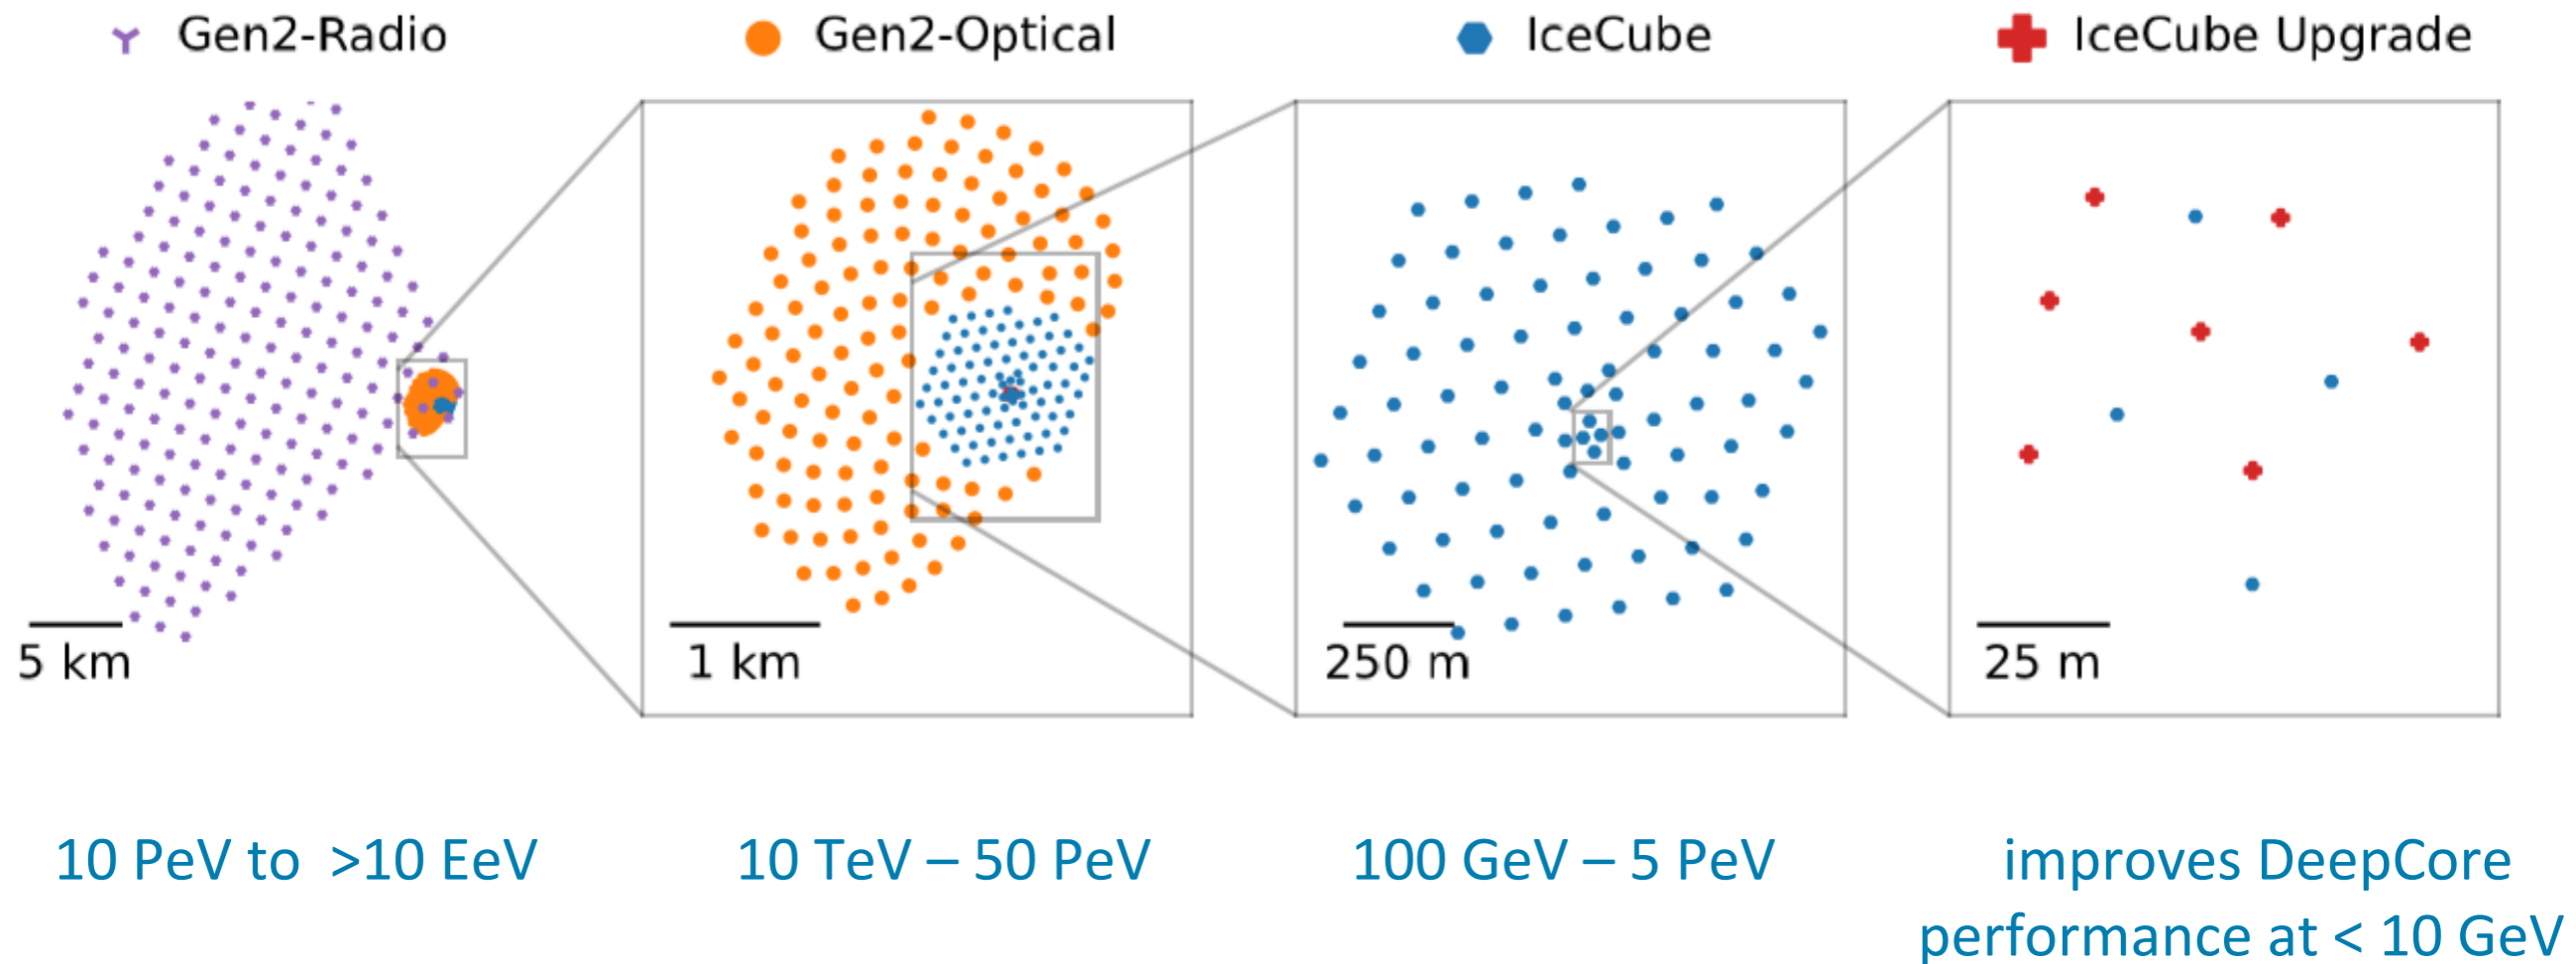 Gen2-Radio
Gen2-Optical
IceCube
IceCube Upgrade
5 km
1 km
250 m
25 m
10 PeV to  >10 EeV
10 TeV – 50 PeV
100 GeV – 5 PeV
improves DeepCore
performance at < 10 GeV